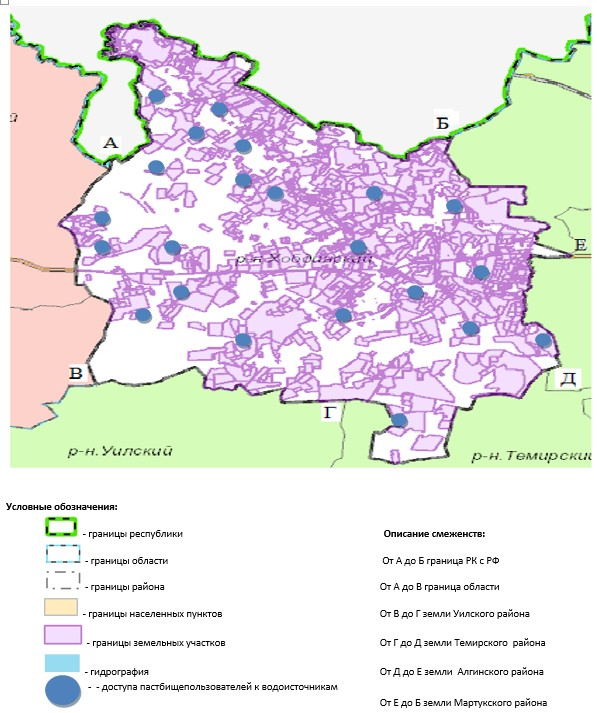 й
А
Б
р-н. Хобдинский
Е
В
Г
Д
р-н. Уилский
р-н. Темирский
Условные обозначения:
- границы республики
Описание смеженств:
- границы области
От А до Б граница РК с РФ
- границы района
От А до В граница области
- границы населенных пунктов
От В до Г земли Уилского района
- границы земельных участков
От Г до Д земли Темирского района
- гидрография
От Д до Е земли Алгинского района
- - доступа пастбищепользователей к водоисточникам
От Е до Б земли Мартукского района